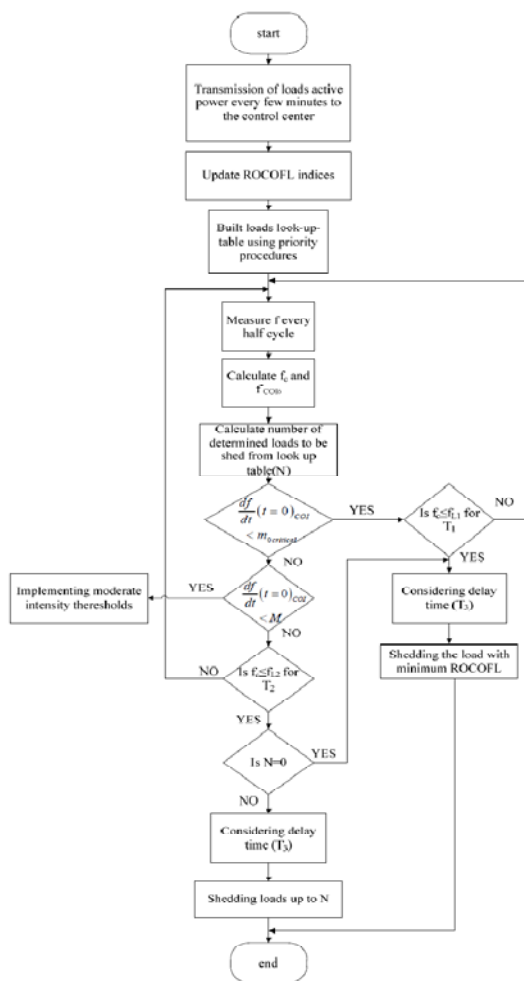 start
Transmission of loads active
power every few minutes to
the control center
Update ROCOFL indices
Built loads look-up-
table using priority
procedures
Measure f every
half cycle
Calculate fc and
Calculate number of
determined loads to be
shed from look up
table(N)
df/dt (t = 0)COI
< m0critical
YES
Is fc≤fL1 for
T1
NO
YES
NO
Implementing moderate
intensity theresholds
YES
df/dt (t = 0)COI
< M
Considering delay
time (T3)
NO
Shedding the load with
minimum ROCOFL
NO
Is fc≤fL2 for
T2
YES
Is N=0
YES
NO
Considering delay
time (T3)
Shedding loads up to N
end